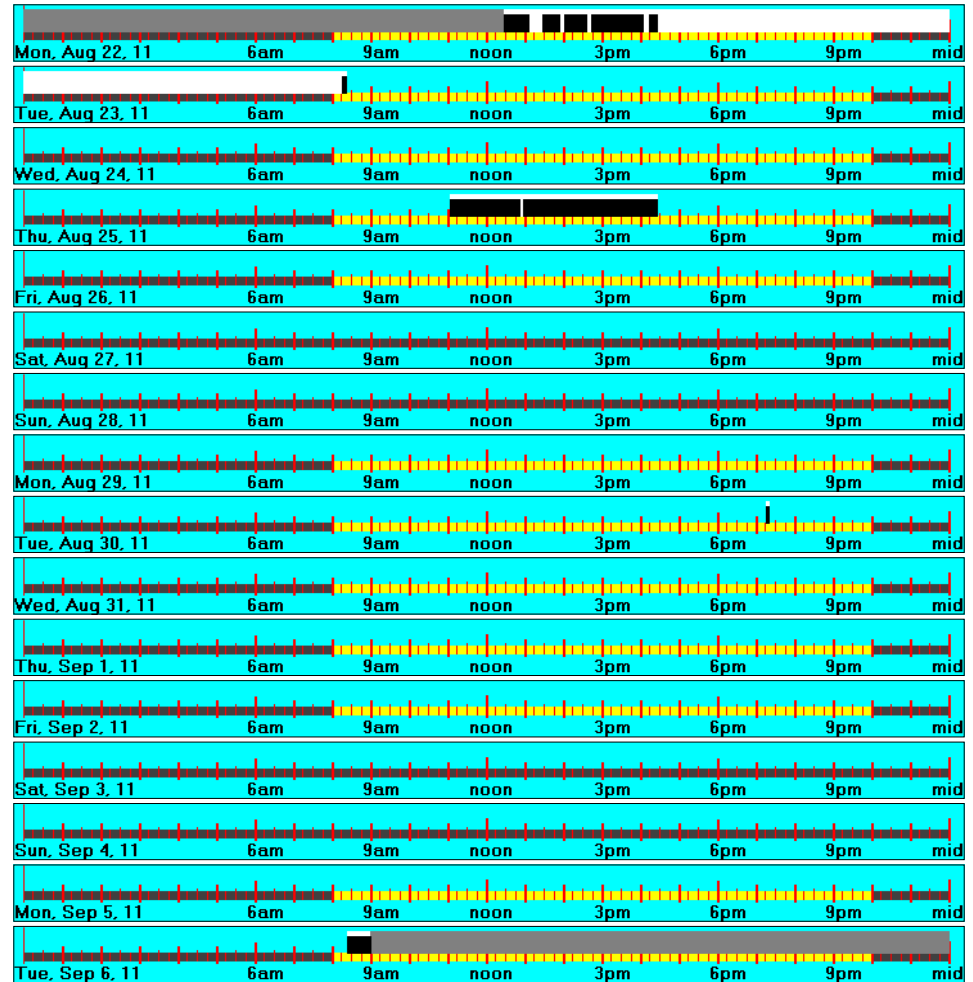 Mon, Aug 22, 11 6am 9am noon 3pm 6pm 9pm mid
Tue, Aug 23, 11 6am 9am noon 3pm 6pm 9pm mid
Wed, Aug 24, 11 6am 9am noon 3pm 6pm 9pm mid
Thu, Aug 25, 11 6am 9am noon 3pm 6pm 9pm mid
Fri, Aug 26, 11 6am 9am noon 3pm 6pm 9pm mid
Sat, Aug 27, 11 6am 9am noon 3pm 6pm 9pm mid
Sun, Aug 28, 11 6am 9am noon 3pm 6pm 9pm mid
Mon, Aug 29, 11 6am 9am noon 3pm 6pm 9pm mid
Tue, Aug 30, 11 6am 9am noon 3pm 6pm 9pm mid
Wed, Aug 31, 11 6am 9am noon 3pm 6pm 9pm mid
Thu, Sep 1, 11 6am 9am noon 3pm 6pm 9pm mid
Fri, Sep 2, 11 6am 9am noon 3pm 6pm 9pm mid
Sat, Sep 3, 11 6am 9am noon 3pm 6pm 9pm mid
Sun, Sep 4, 11 6am 9am noon 3pm 6pm 9pm mid
Mon, Sep 5, 11 6am 9am noon 3pm 6pm 9pm mid
Tue, Sep 6, 11 6am 9am noon 3pm 6pm 9pm mid